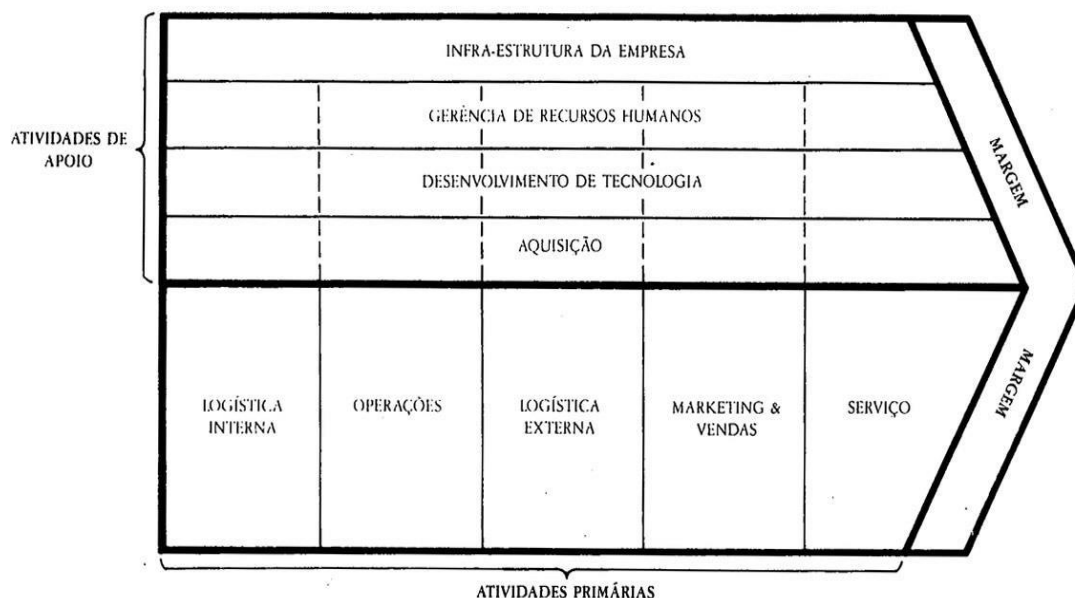 INFRA-ESTRUTURA DA EMPRESA
GERÊNCIA DE RECURSOS HUMANOS
ATIVIDADES DE
APOIO
DESENVOLVIMENTO DE TECNOLOGIA
AQUISIÇÃO
MARGEM
LOGÍSTICA
INTERNA
OPERAÇÕES
LOGÍSTICA
EXTERNA
MARKETING &
VENDAS
SERVIÇO
MARGEM
ATIVIDADES PRIMÁRIAS